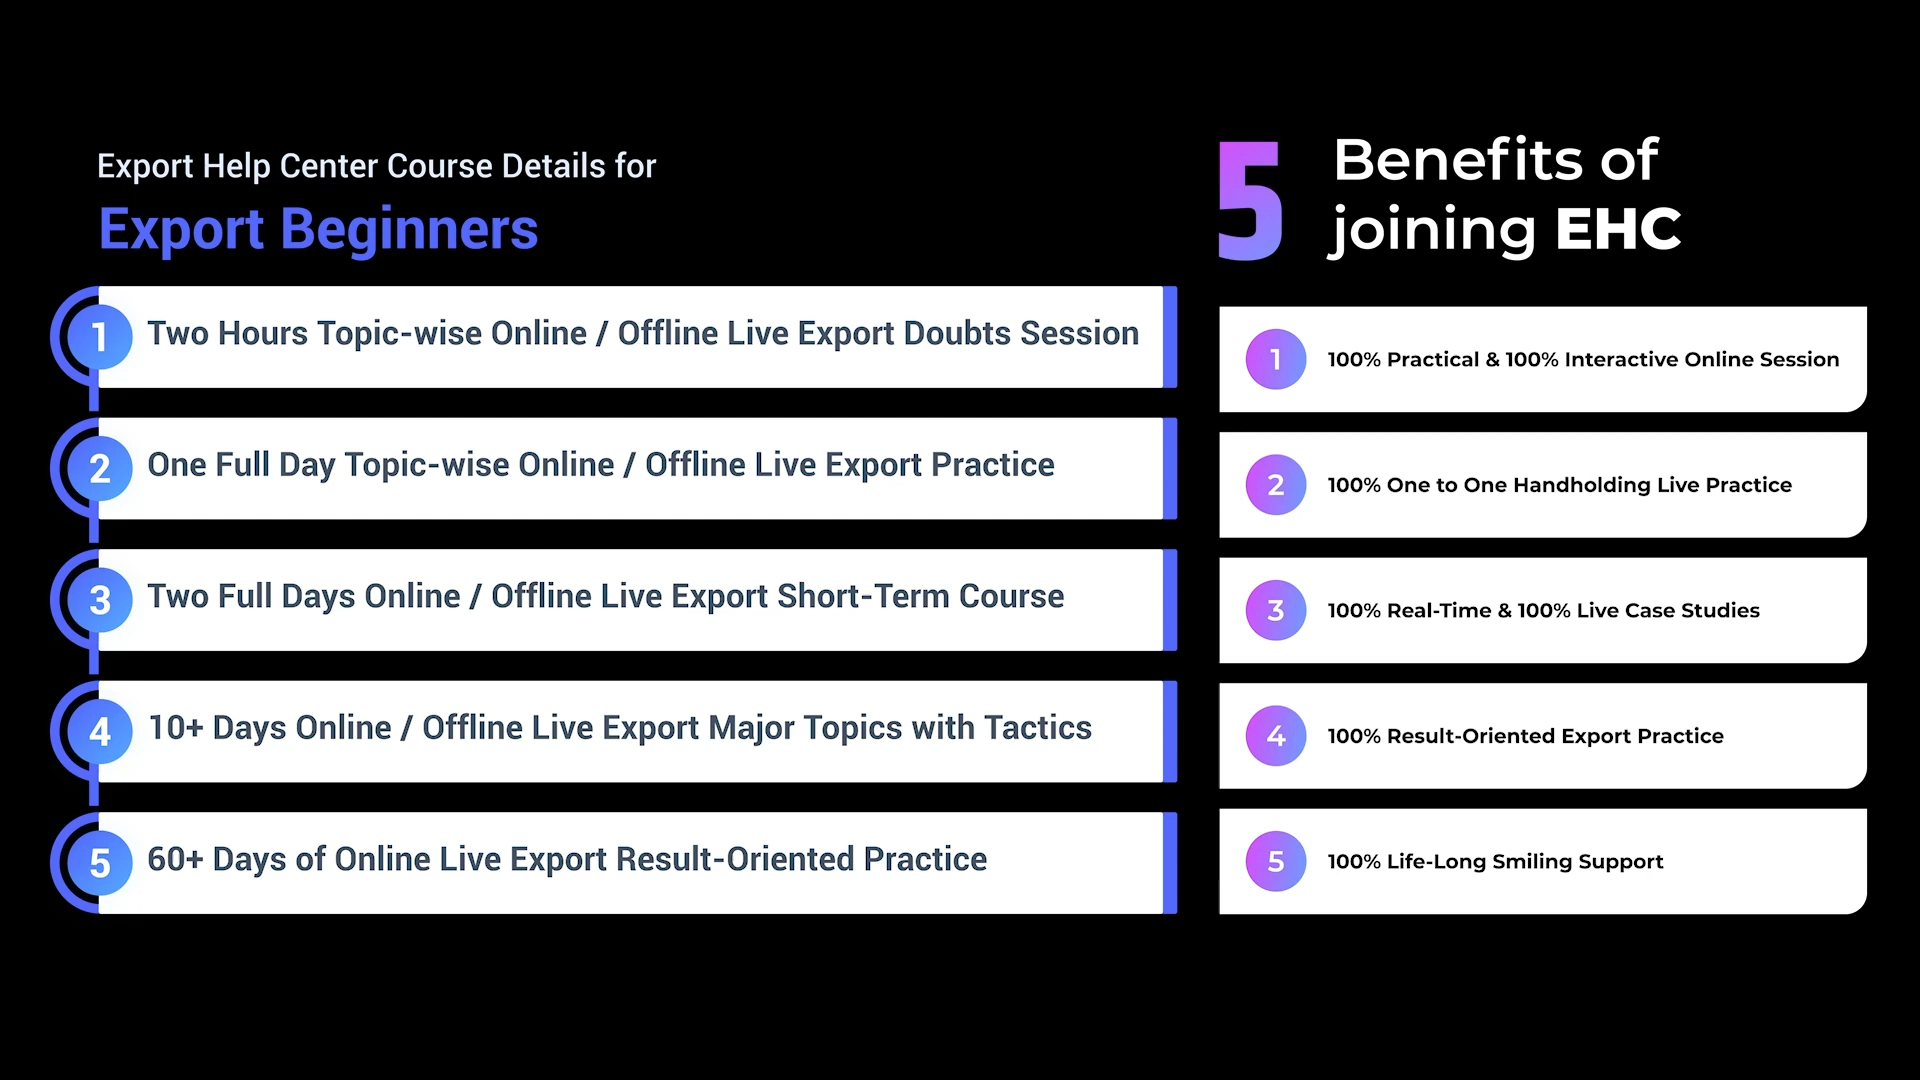 Export Help Center Course Details for
Export Beginners
1 Two Hours Topic-wise Online / Offline Live Export Doubts Session
2 One Full Day Topic-wise Online / Offline Live Export Practice
3 Two Full Days Online / Offline Live Export Short-Term Course
4 10+ Days Online / Offline Live Export Major Topics with Tactics
5 60+ Days of Online Live Export Result-Oriented Practice
5 Benefits of
joining EHC
1 100% Practical & 100% Interactive Online Session
2 100% One to One Handholding Live Practice
3 100% Real-Time & 100% Live Case Studies
4 100% Result-Oriented Export Practice
5 100% Life-Long Smiling Support